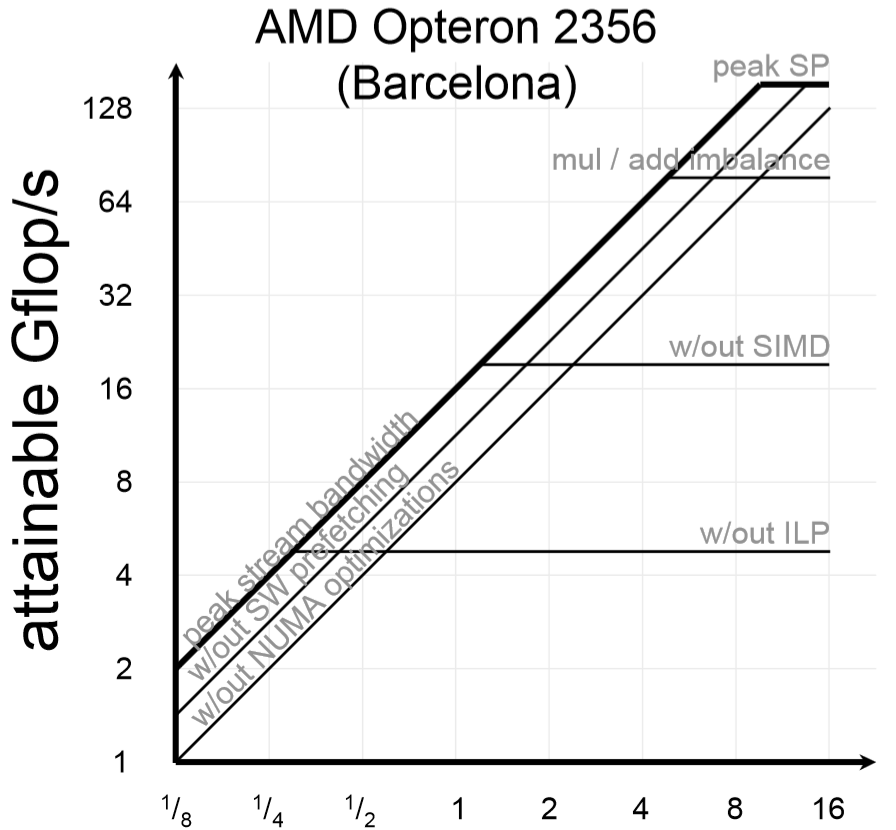 AMD Opteron 2356
(Barcelona)
attainable Gflop/s
128
64
32
16
8
4
2
1
peak SP
mul / add imbalance
w/out SIMD
w/out ILP
peak stream bandwidth
w/out SW prefetching
w/out NUMA optimizations
1/8 1/4 1/2 1 2 4 8 16